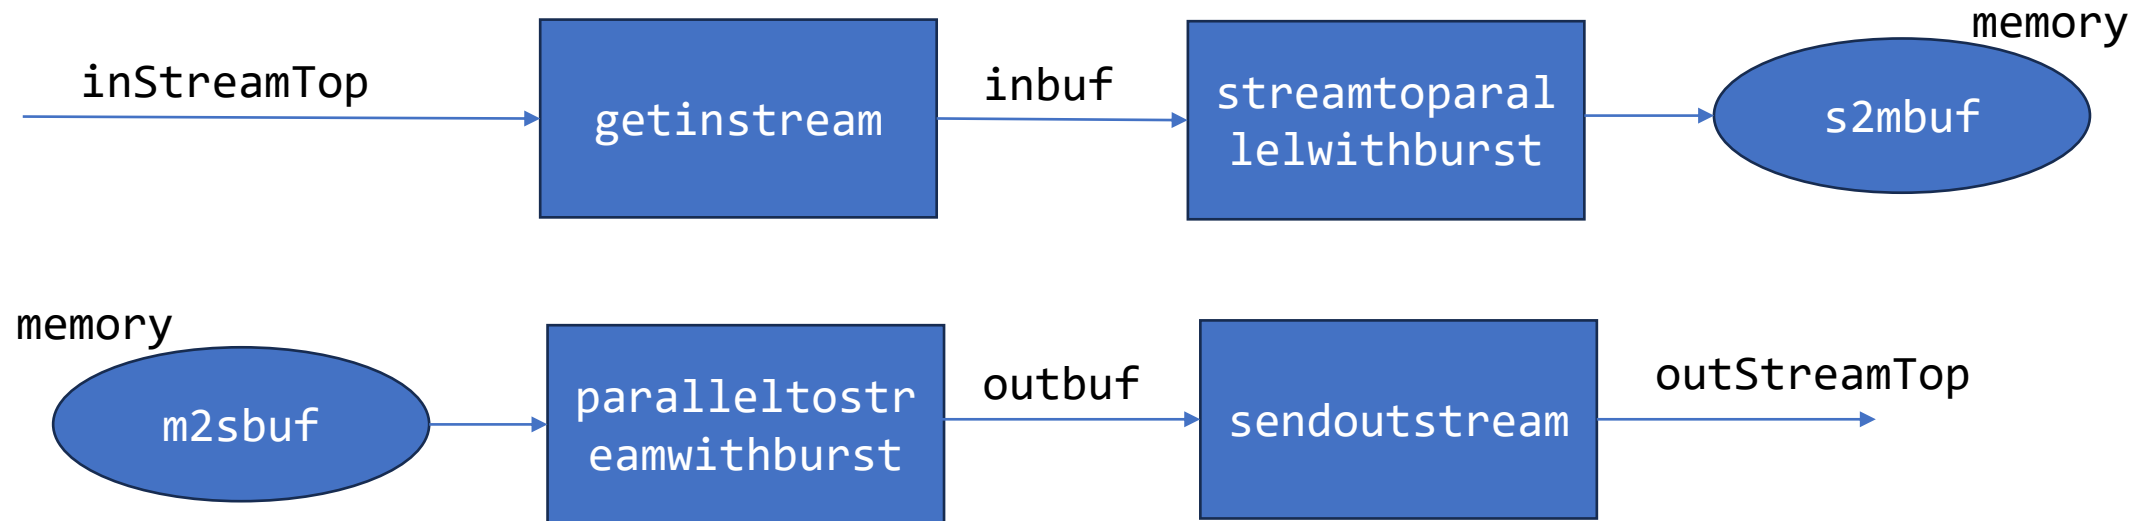 memory
inStreamTop
getinstream
inbuf
streamtoparal
lelwithburst
s2mbuf
memory
m2sbuf
paralleltostr
eamwithburst
outbuf
sendoutstream
outStreamTop